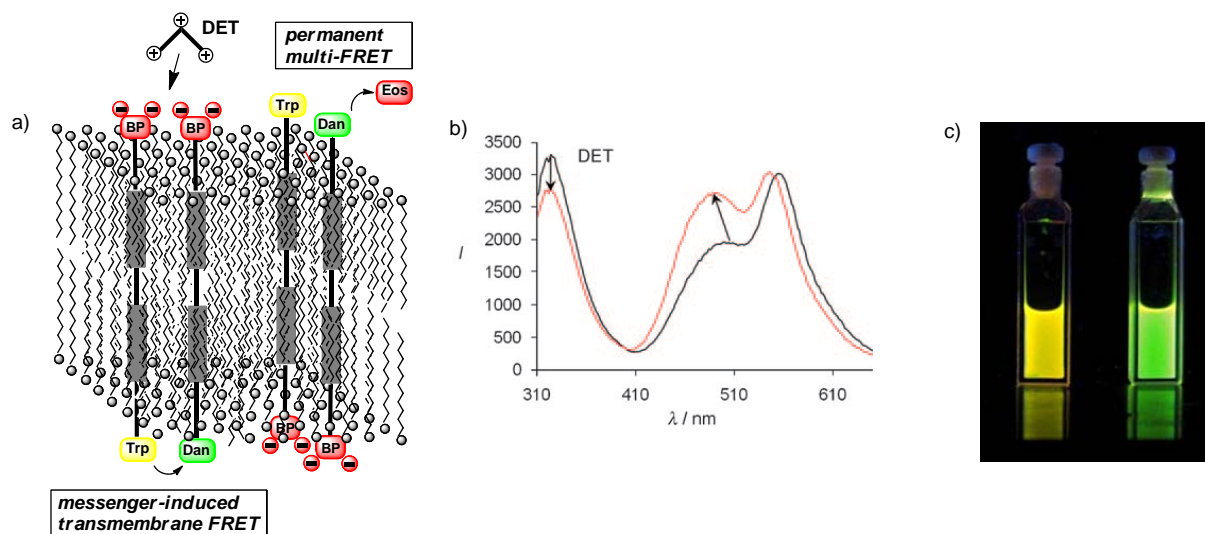 a)
DET
permanent
multi-FRET
BP BP
Trp
Dan
Eos
Trp
Dan
BP
BP
messenger-induced
transmembrane FRET
b)
DET
3500
3000
2500
2000
I
1500
1000
500
0
310 410 510 610
λ / nm
c)